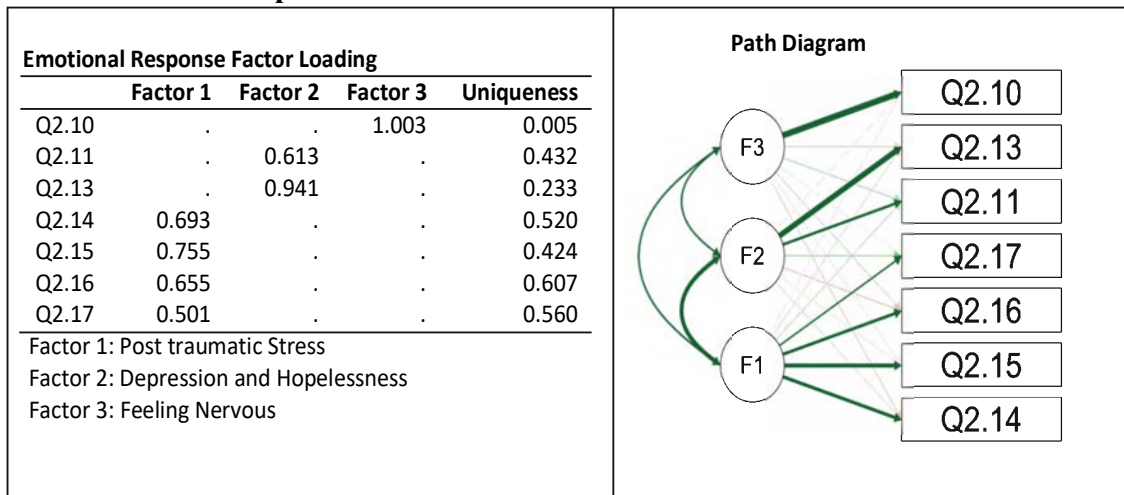 Emotional Response Factor Loading
Factor 1 Factor 2 Factor 3 Uniqueness
Q2.10 . . 1.003 0.005
Q2.11 . 0.613 . 0.432
Q2.13 . 0.941 . 0.233
Q2.14 0.693 . . 0.520
Q2.15 0.755 . . 0.424
Q2.16 0.655 . . 0.607
Q2.17 0.501 . . 0.560
Factor 1: Post traumatic Stress
Factor 2: Depression and Hopelessness
Factor 3: Feeling Nervous
Path Diagram
F3
F2
F1
Q2.10
Q2.13
Q2.11
Q2.17
Q2.16
Q2.15
Q2.14